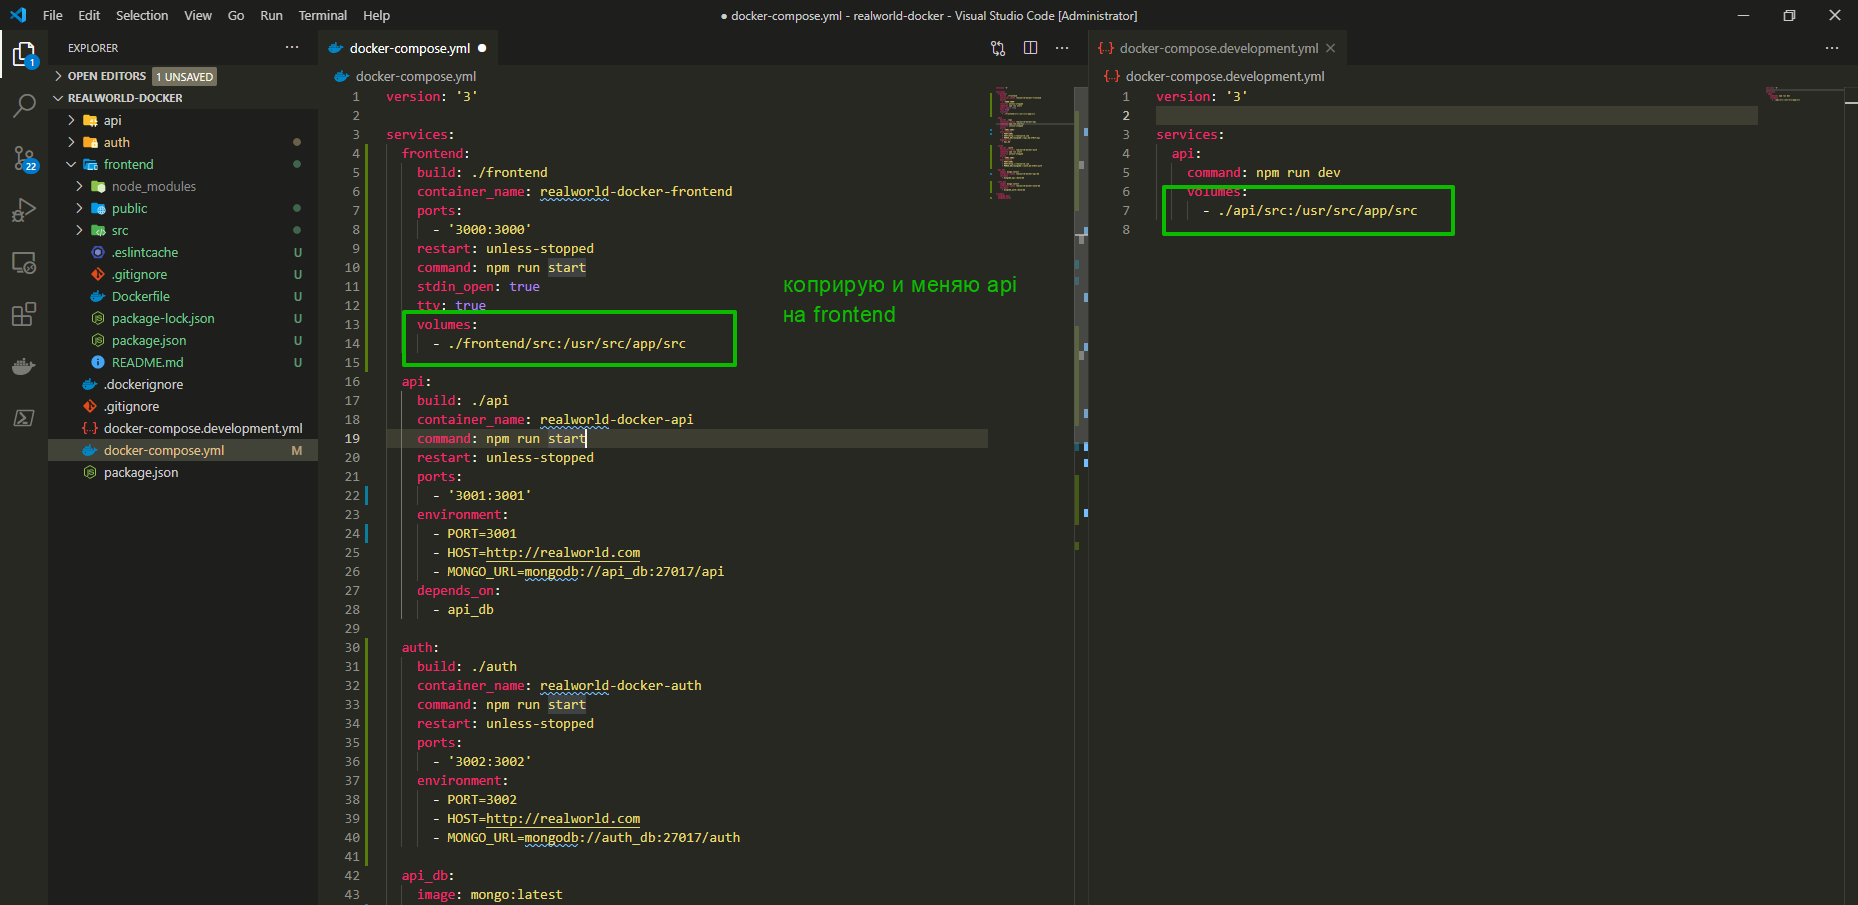 File Edit Selection View Go Run Terminal Help
● docker-compose.yml - realworld-docker - Visual Studio Code [Administrator]
EXPLORER
OPEN EDITORS 1 UNSAVED
REALWORLD-DOCKER
api
auth
frontend
node_modules
public
src
.eslintcache U
.gitignore U
Dockerfile U
package-lock.json U
package.json U
README.md U
.dockerignore
.gitignore
docker-compose.development.yml
docker-compose.yml M
package.json
1
22
docker-compose.yml ●
docker-compose.yml
1 version: '3'
2
3 services:
4 frontend:
5 build: ./frontend
6 container_name: realworld-docker-frontend
7 ports:
8 - '3000:3000'
9 restart: unless-stopped
10 command: npm run start
11 stdin_open: true
12 tty: true
13 volumes:
14 - ./frontend/src:/usr/src/app/src
15
16 api:
17 build: ./api
18 container_name: realworld-docker-api
19 command: npm run start
20 restart: unless-stopped
21 ports:
22 - '3001:3001'
23 environment:
24 - PORT=3001
25 - HOST=http://realworld.com
26 - MONGO_URL=mongodb://api_db:27017/api
27 depends_on:
28 - api_db
29
30 auth:
31 build: ./auth
32 container_name: realworld-docker-auth
33 command: npm run start
34 restart: unless-stopped
35 ports:
36 - '3002:3002'
37 environment:
38 - PORT=3002
39 - HOST=http://realworld.com
40 - MONGO_URL=mongodb://auth_db:27017/auth
41
42 api_db:
43 image: mongo:latest
коприрую и меняю api
на frontend
docker-compose.development.yml
docker-compose.development.yml
1 version: '3'
2
3 services:
4 api:
5 command: npm run dev
6 volumes:
7 - ./api/src:/usr/src/app/src
8